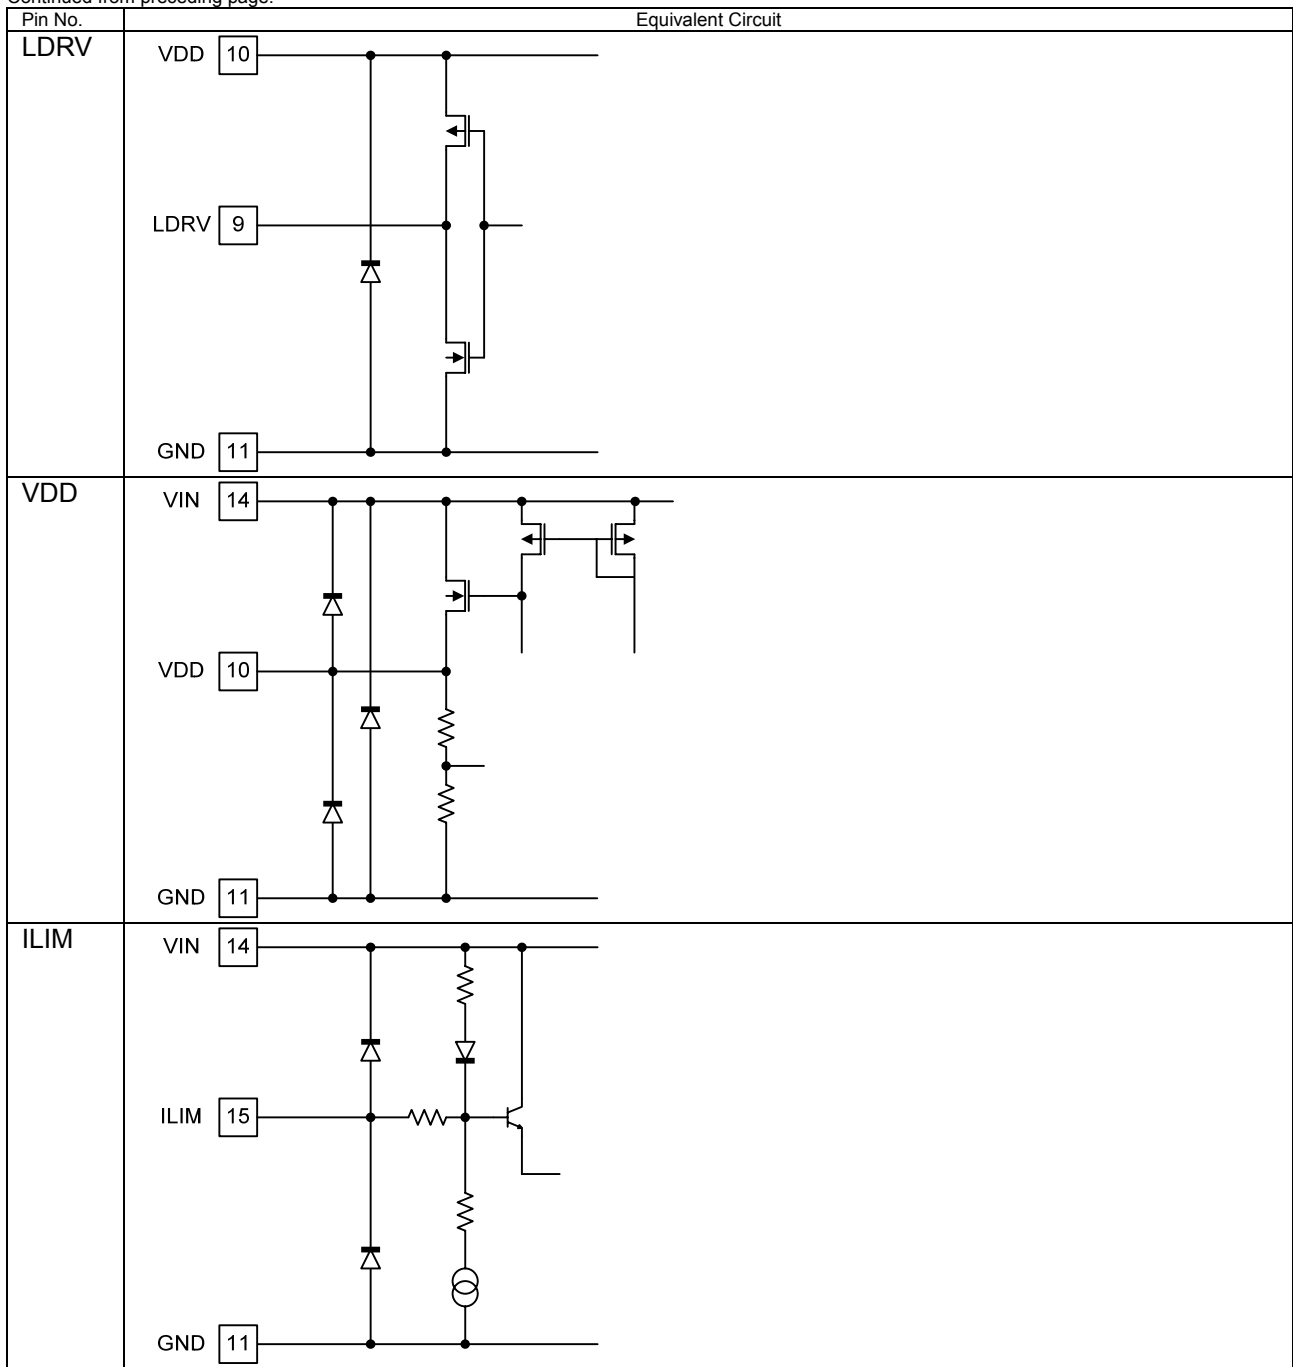 Continued from preceding page.
Pin No. Equivalent Circuit
LDRV
VDD 10
LDRV 9
GND 11
VDD
VIN 14
VDD 10
GND 11
ILIM
VIN 14
ILIM 15
GND 11